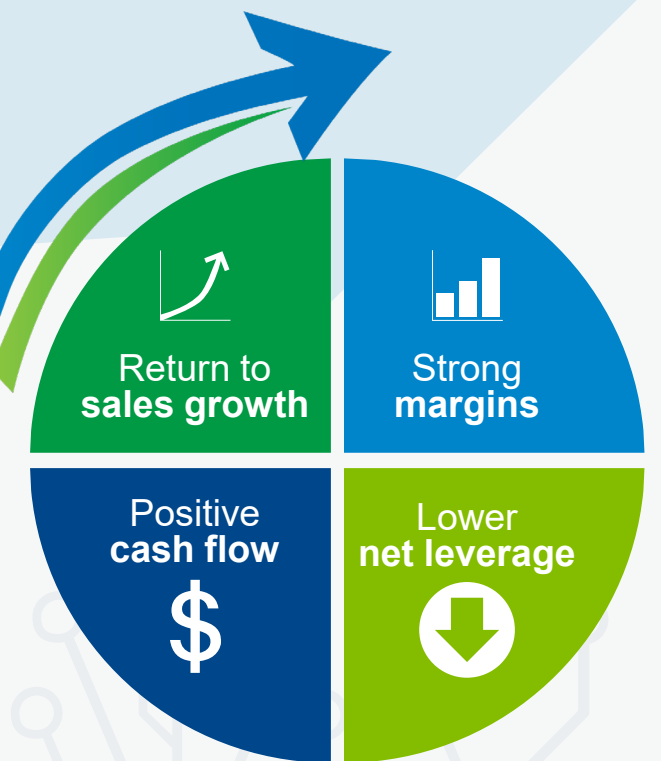 Return to
sales growth
Strong
margins
Positive
cash flow
$
Lower
net leverage